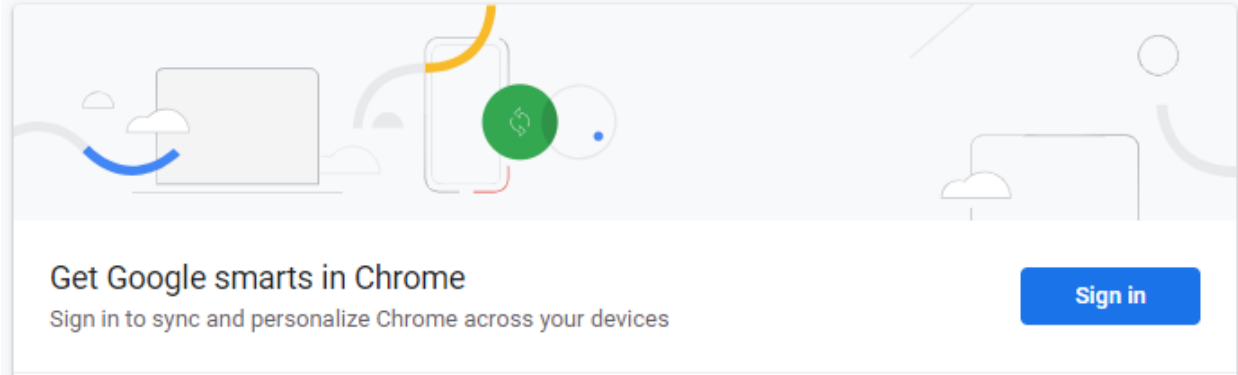 Get Google smarts in Chrome
Sign in to sync and personalize Chrome across your devices
Sign in